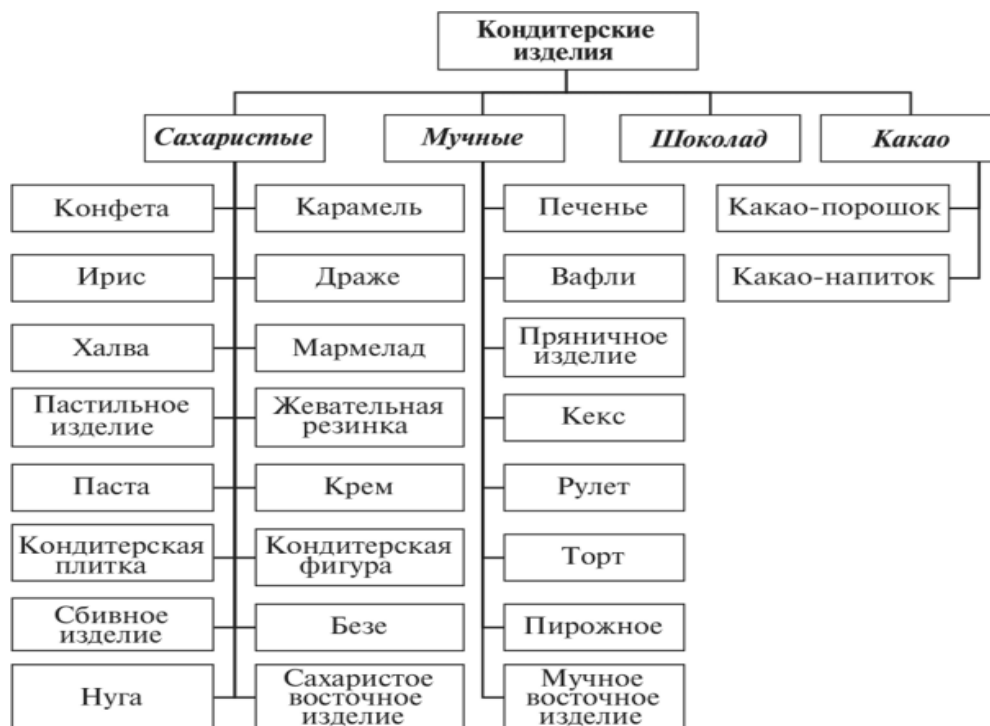 Кондитерские
изделия
Сахаристые
Мучные
Шоколад
Какао
Конфета
Карамель
Печенье
Какао-порошок
Ирис
Драже
Вафли
Какао-напиток
Халва
Мармелад
Пряничное
изделие
Пастильное
изделие
Жевательная
резинка
Кекс
Паста
Крем
Рулет
Кондитерская
плитка
Кондитерская
фигура
Торт
Сбивное
изделие
Безе
Пирожное
Нуга
Сахаристое
восточное
изделие
Мучное
восточное
изделие